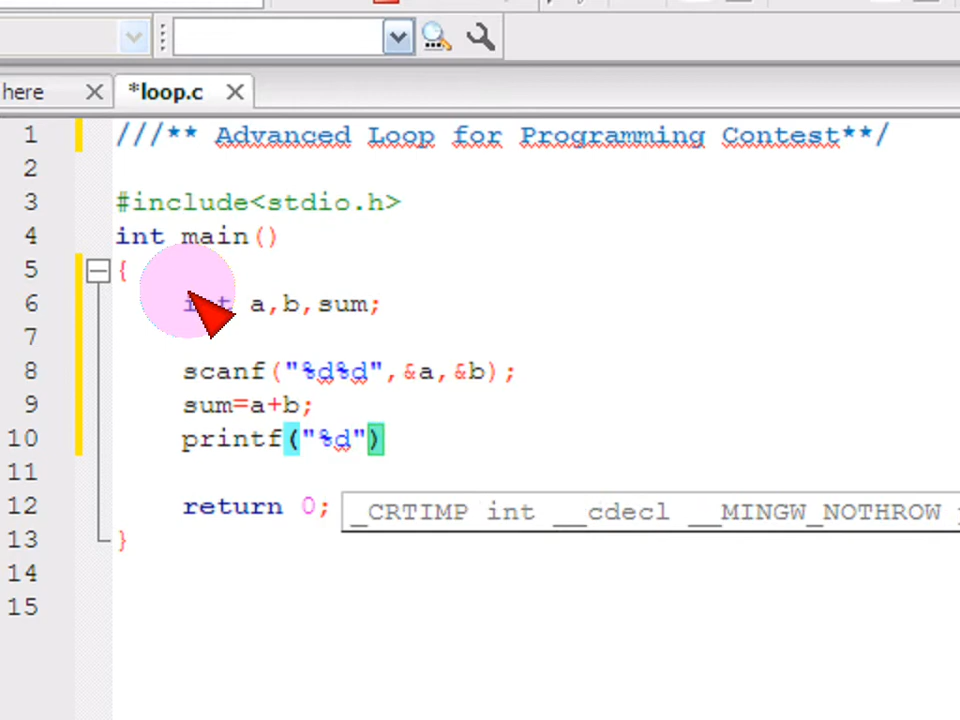 here *loop.c
1 ///** Advanced Loop for Programming Contest**/
2
3 #include<stdio.h>
4 int main()
5 {
6 int a,b,sum;
7
8 scanf("%d%d",&a,&b);
9 sum=a+b;
10 printf("%d")
11
12 return 0; _CRTIMP int __cdecl __MINGW_NOTHROW
13 }
14
15